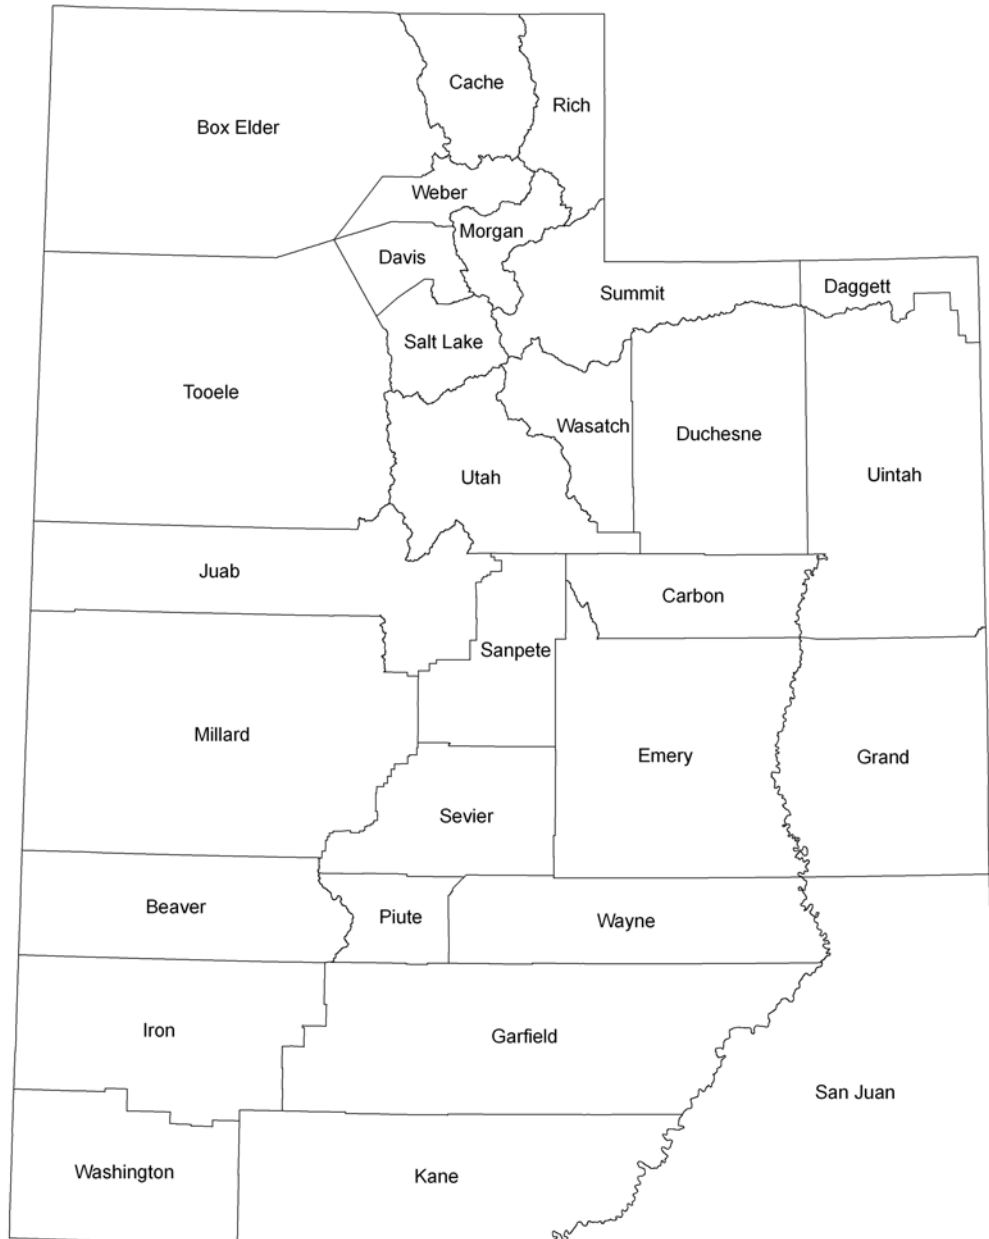 Cache
Rich
Box Elder
Weber
Morgan
Davis
Summit
Daggett
Salt Lake
Tooele
Wasatch
Duchesne
Utah
Uintah
Juab
Carbon
Sanpete
Millard
Emery
Grand
Sevier
Beaver
Piute
Wayne
Iron
Garfield
San Juan
Washington
Kane